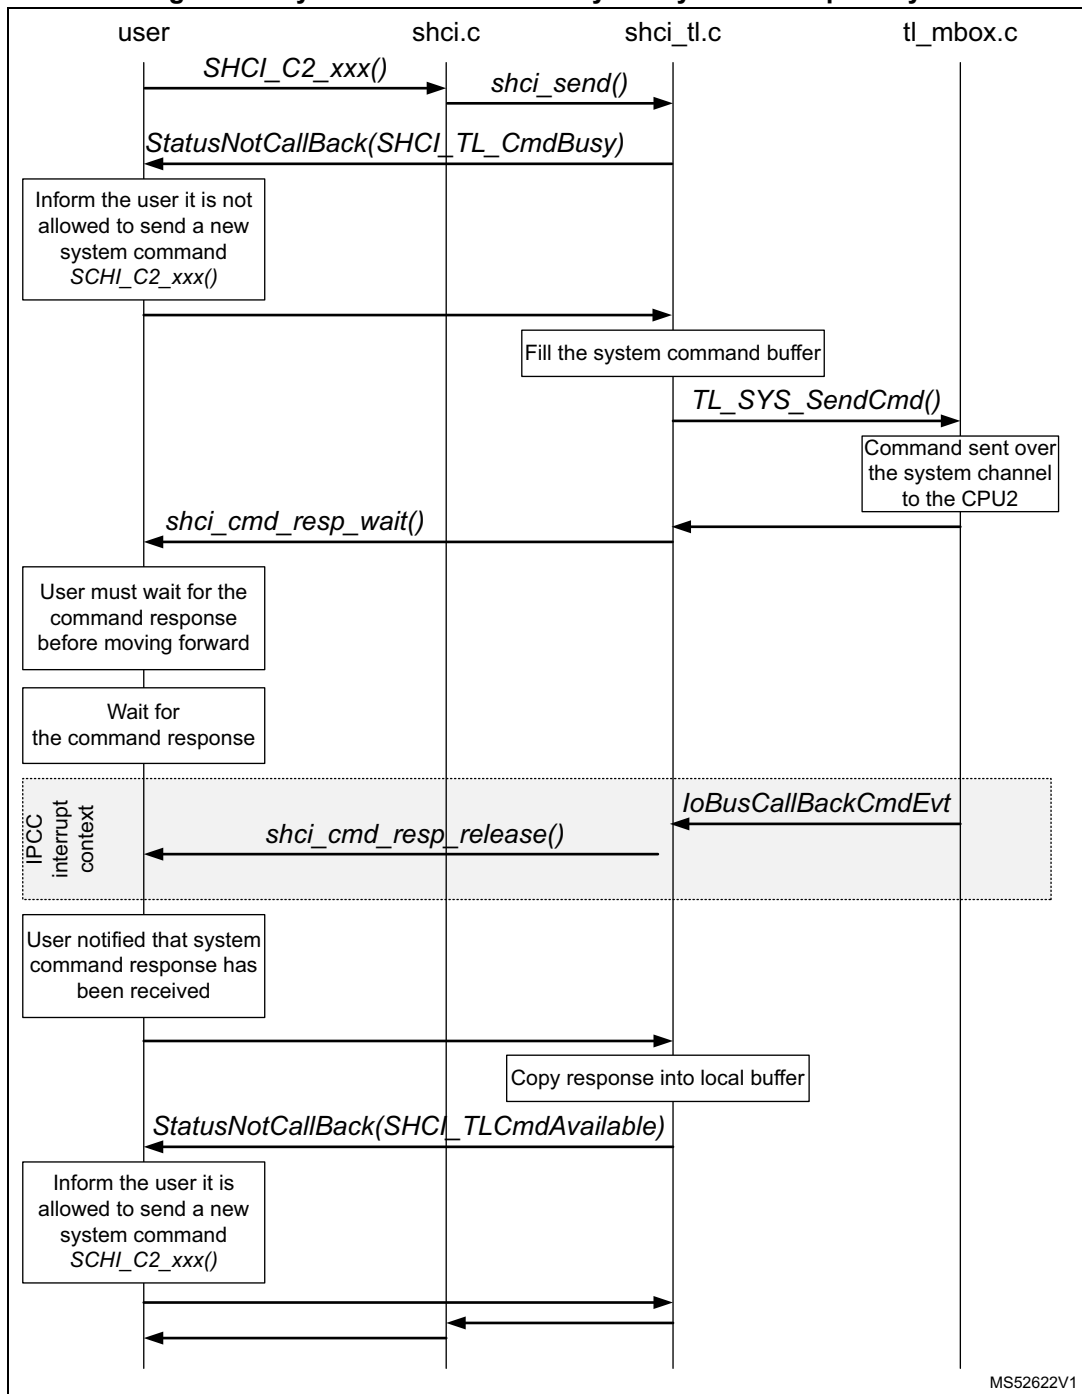 user shci.c shci_tl.c tl_mbox.c
SHCI_C2_xxx()
shci_send()
StatusNotCallBack(SHCI_TL_CmdBusy)
Inform the user it is not
allowed to send a new
system command
SCHI_C2_xxx()
Fill the system command buffer
TL_SYS_SendCmd()
Command sent over
the system channel
to the CPU2
shci_cmd_resp_wait()
User must wait for the
command response
before moving forward
Wait for
the command response
IPCC
interrupt
context
IoBusCallBackCmdEvt
shci_cmd_resp_release()
User notified that system
command response has
been received
Copy response into local buffer
StatusNotCallBack(SHCI_TLCmdAvailable)
Inform the user it is
allowed to send a new
system command
SCHI_C2_xxx()
MS52622V1